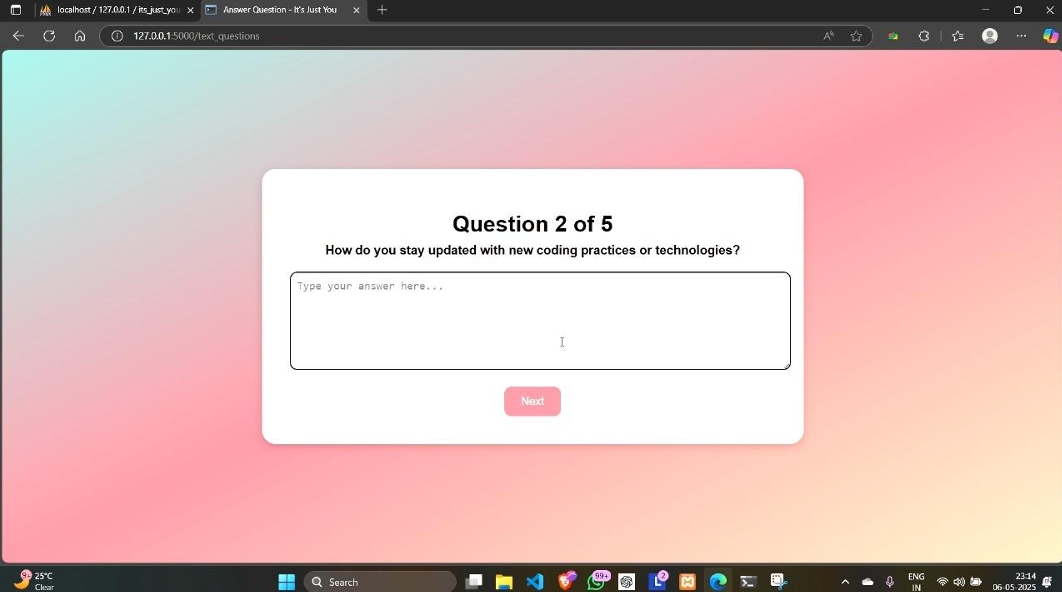 localhost / 127.0.0.1 / its_just_you
Answer Question - It's Just You
127.0.0.1:5000/text_questions
Question 2 of 5
How do you stay updated with new coding practices or technologies?
Type your answer here...
Next
9+
25°C
Clear
Search
99+
2
ENG
IN
23:14
06-05-2025